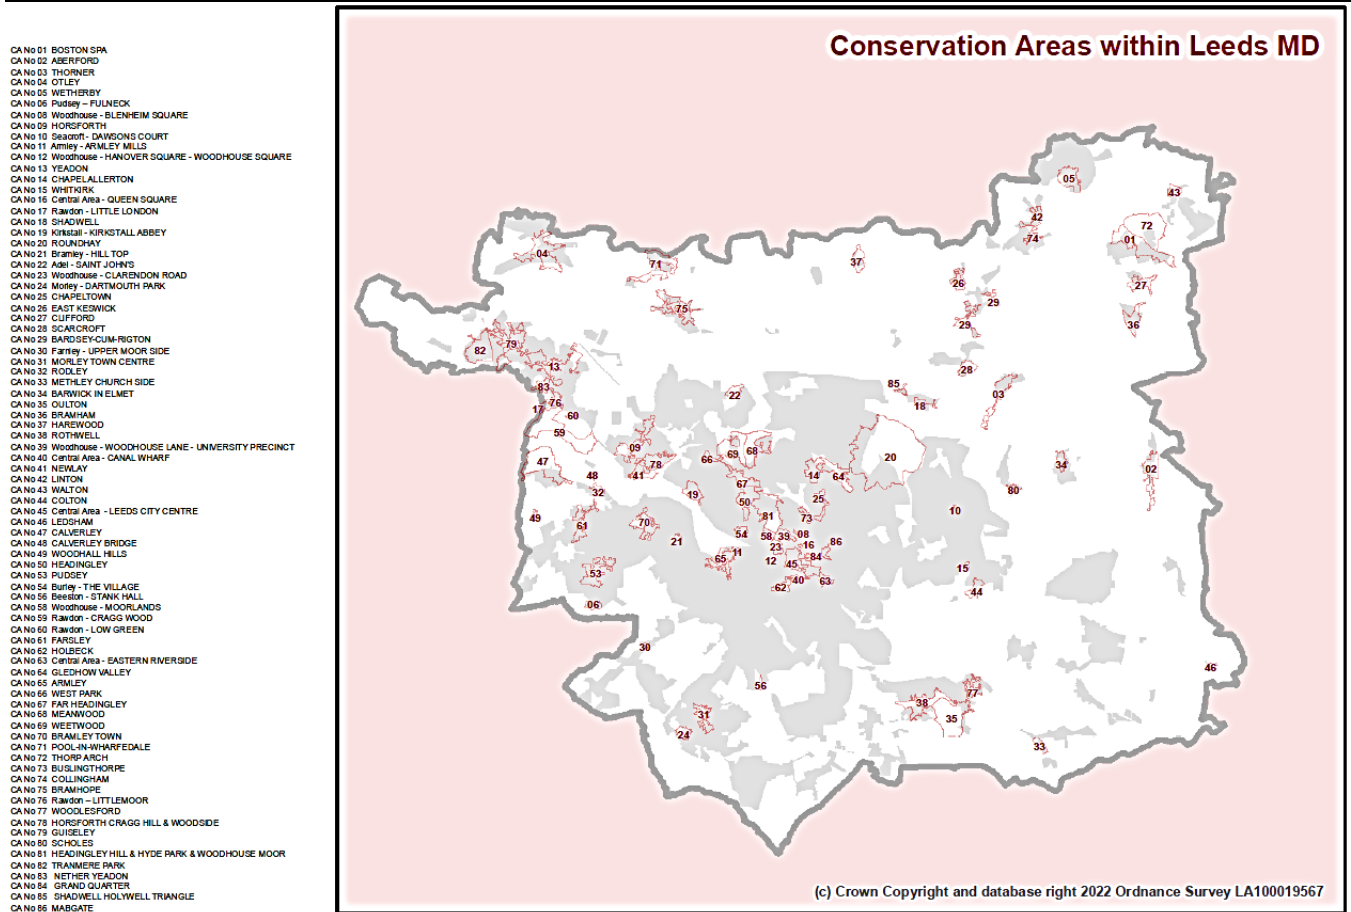 CA No 01 BOSTON SPA
CA No 02 ABERFORD
CA No 03 THORNER
CA No 04 OTLEY
CA No 05 WETHERBY
CA No 06 Pudsey – FULNECK
CA No 08 Woodhouse - BLENHEIM SQUARE
CA No 09 HORSFORTH
CA No 10 Seacroft - DAWSONS COURT
CA No 11 Armley - ARMLEY MILLS
CA No 12 Woodhouse - HANOVER SQUARE - WOODHOUSE SQUARE
CA No 13 YEADON
CA No 14 CHAPEL ALLERTON
CA No 15 WHITKIRK
CA No 16 Central Area - QUEEN SQUARE
CA No 17 Rawdon - LITTLE LONDON
CA No 18 SHADWELL
CA No 19 Kirkstall - KIRKSTALL ABBEY
CA No 20 ROUNDHAY
CA No 21 Bramley - HILL TOP
CA No 22 Adel - SAINT JOHN'S
CA No 23 Woodhouse - CLARENDON ROAD
CA No 24 Morley - DARTMOUTH PARK
CA No 25 CHAPELTOWN
CA No 26 EAST KESWICK
CA No 27 CLIFFORD
CA No 28 SCARCROFT
CA No 29 BARDSEY-CUM-RIGTON
CA No 30 Farnley - UPPER MOOR SIDE
CA No 31 MORLEY TOWN CENTRE
CA No 32 RODLEY
CA No 33 METHLEY CHURCH SIDE
CA No 34 BARWICK IN ELMET
CA No 35 OULTON
CA No 36 BRAMHAM
CA No 37 HAREWOOD
CA No 38 ROTHWELL
CA No 39 Woodhouse - WOODHOUSE LANE - UNIVERSITY PRECINCT
CA No 40 Central Area - CANAL WHARF
CA No 41 NEWLAY
CA No 42 LINTON
CA No 43 WALTON
CA No 44 COLTON
CA No 45 Central Area - LEEDS CITY CENTRE
CA No 46 LEDSHAM
CA No 47 CALVERLEY
CA No 48 CALVERLEY BRIDGE
CA No 49 WOODHALL HILLS
CA No 50 HEADINGLEY
CA No 53 PUDSEY
CA No 54 Burley - THE VILLAGE
CA No 56 Beeston - STANK HALL
CA No 58 Woodhouse - MOORLANDS
CA No 59 Rawdon - CRAGG WOOD
CA No 60 Rawdon - LOW GREEN
CA No 61 FARSLEY
CA No 62 HOLBECK
CA No 63 Central Area - EASTERN RIVERSIDE
CA No 64 GLEDHOW VALLEY
CA No 65 ARMLEY
CA No 66 WEST PARK
CA No 67 FAR HEADINGLEY
CA No 68 MEANWOOD
CA No 69 WEETWOOD
CA No 70 BRAMLEY TOWN
CA No 71 POOL-IN-WHARFEDALE
CA No 72 THORP ARCH
CA No 73 BUSLINGTHORPE
CA No 74 COLLINGHAM
CA No 75 BRAMHOPE
CA No 76 Rawdon – LITTLEMOOR
CA No 77 WOODLESFORD
CA No 78 HORSFORTH CRAGG HILL & WOODSIDE
CA No 79 GUISELEY
CA No 80 SCHOLES
CA No 81 HEADINGLEY HILL & HYDE PARK & WOODHOUSE MOOR
CA No 82 TRANMERE PARK
CA No 83 NETHER YEADON
CA No 84 GRAND QUARTER
CA No 85 SHADWELL HOLYWELL TRIANGLE
CA No 86 MABGATE
Conservation Areas within Leeds MD
05
43
42
72
74
01
04
71
37
26
27
29
75
29
36
79
82
13
28
83
85
22
03
17
76
18
60
59
09
68
69
66
20
47
78
34
02
41
48
14
64
67
80
32
19
25
50
10
49
61
70
81
73
54
58
39
08
21
23
16
86
11
65
12
45
84
15
53
40
63
62
44
06
30
46
56
77
38
31
35
24
33
(c) Crown Copyright and database right 2022 Ordnance Survey LA100019567